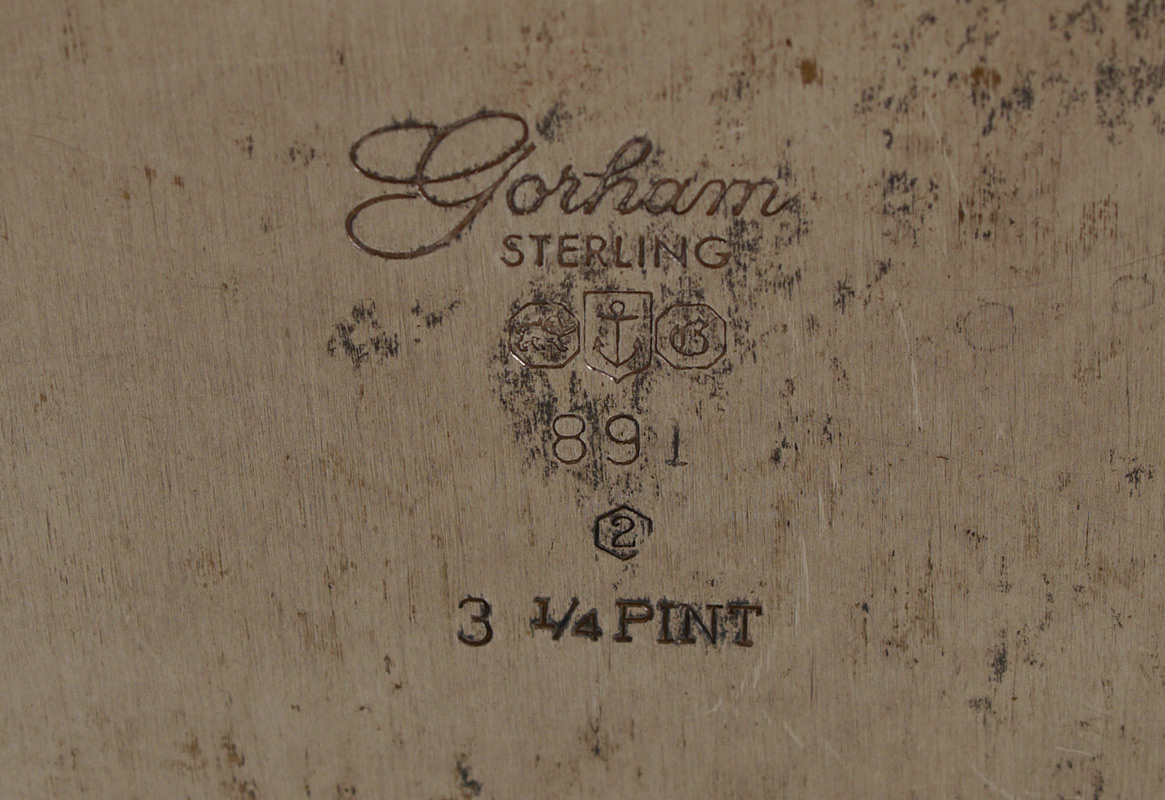 Gorham
STERLING
G
891
2
3 1/4 PINT